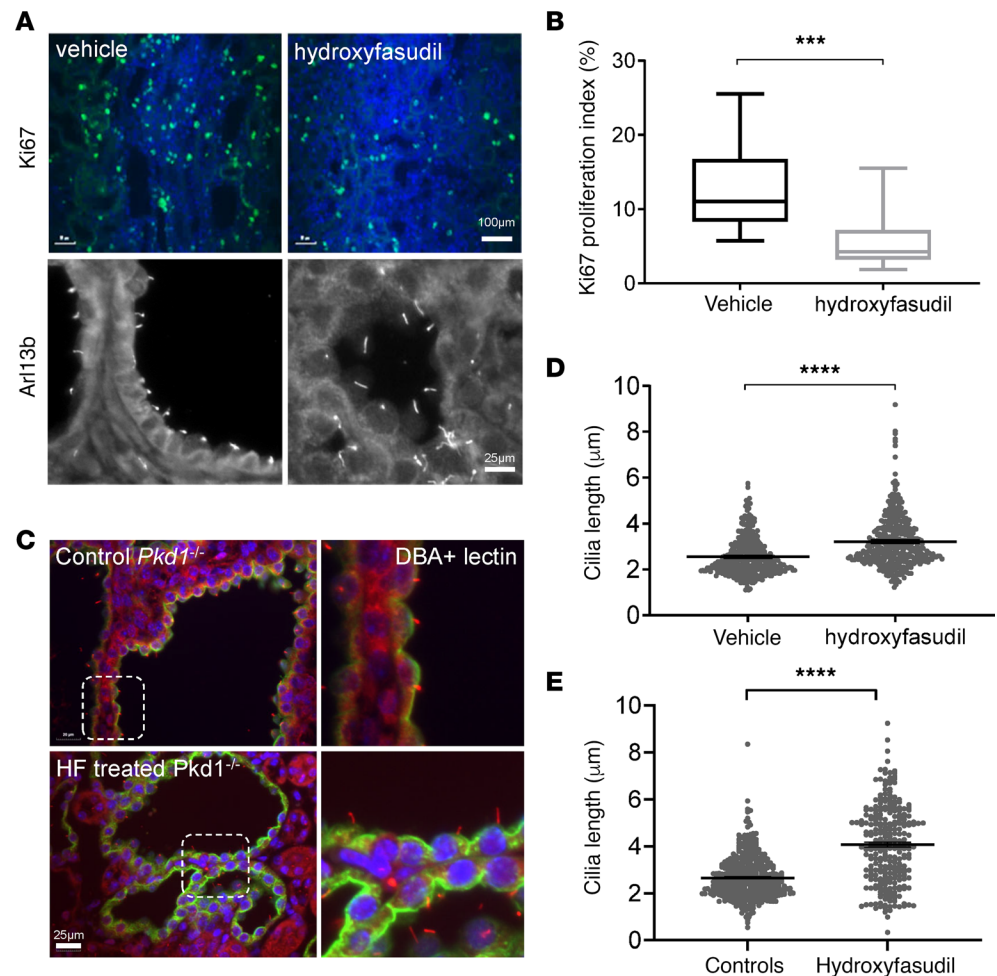 A
vehicle
hydroxyfasudil
Ki67
100μm
Arl13b
25μm
B
Ki67 proliferation index (%)
***
30
20
10
0
Vehicle
hydroxyfasudil
C
Control Pkd1-/-
DBA+ lectin
HF treated Pkd1-/-
25μm
D
Cilia length (μm)
****
10
8
6
4
2
0
Vehicle
hydroxyfasudil
E
Cilia length (μm)
****
10
8
6
4
2
0
Controls
Hydroxyfasudil